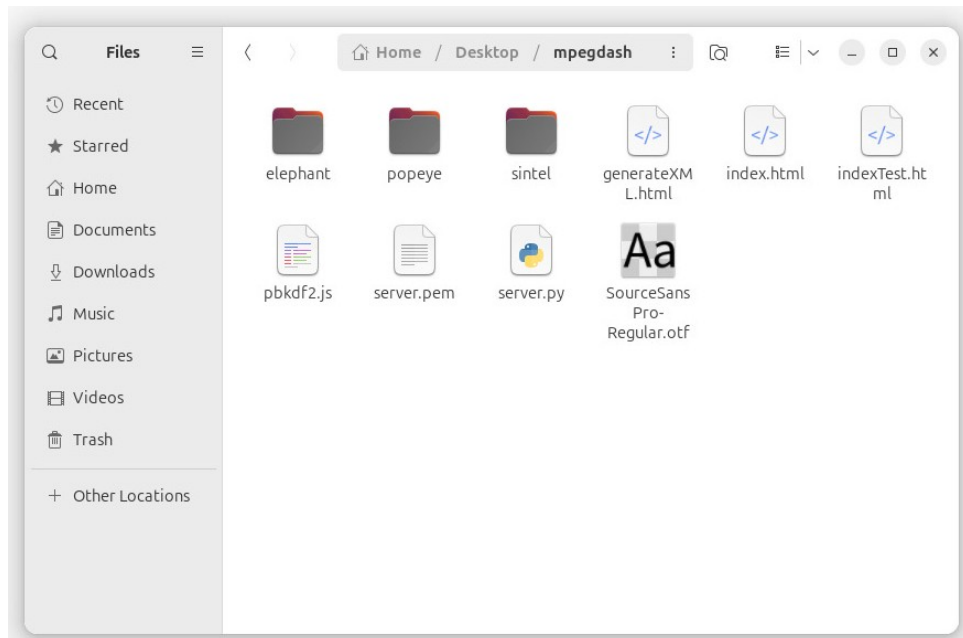 Files
Home / Desktop / mpegdash
Recent
Starred
Home
Documents
Downloads
Music
Pictures
Videos
Trash
Other Locations
elephant
popeye
sintel
generateXM
L.html
index.html
indexTest.ht
ml
pbkdf2.js
server.pem
server.py
Aa
SourceSans
Pro-
Regular.otf